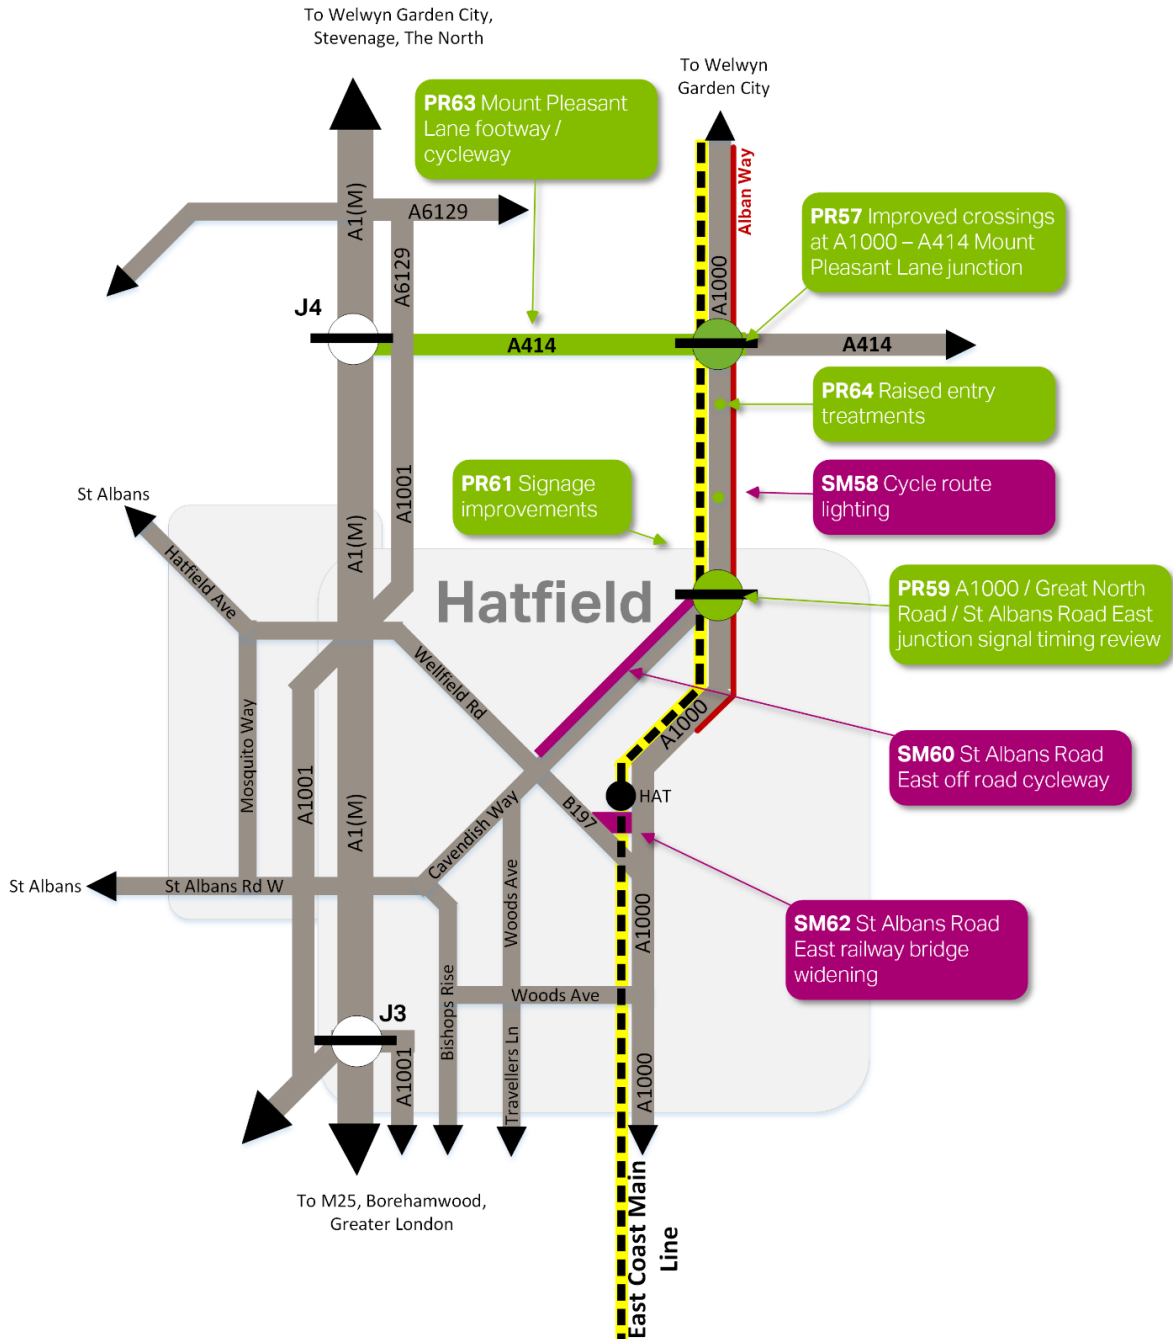 To Welwyn Garden City,
Stevenage, The North
To Welwyn
Garden City
PR63 Mount Pleasant
Lane footway /
cycleway
A1(M)
A6129
A6129
Alban Way
A1000
PR57 Improved crossings
at A1000 – A414 Mount
Pleasant Lane junction
J4
A414
A414
PR64 Raised entry
treatments
PR61 Signage
improvements
SM58 Cycle route
lighting
St Albans
A1001
A1(M)
Hatfield Ave
Hatfield
PR59 A1000 / Great North
Road / St Albans Road East
junction signal timing review
Wellfield Rd
Mosquito Way
A1001
A1(M)
A1000
SM60 St Albans Road
East off road cycleway
HAT
B197
Cavendish Way
St Albans
St Albans Rd W
Woods Ave
A1000
SM62 St Albans Road
East railway bridge
widening
Woods Ave
J3
Bishops Rise
Travellers Ln
A1001
A1000
To M25, Borehamwood,
Greater London
East Coast Main
Line